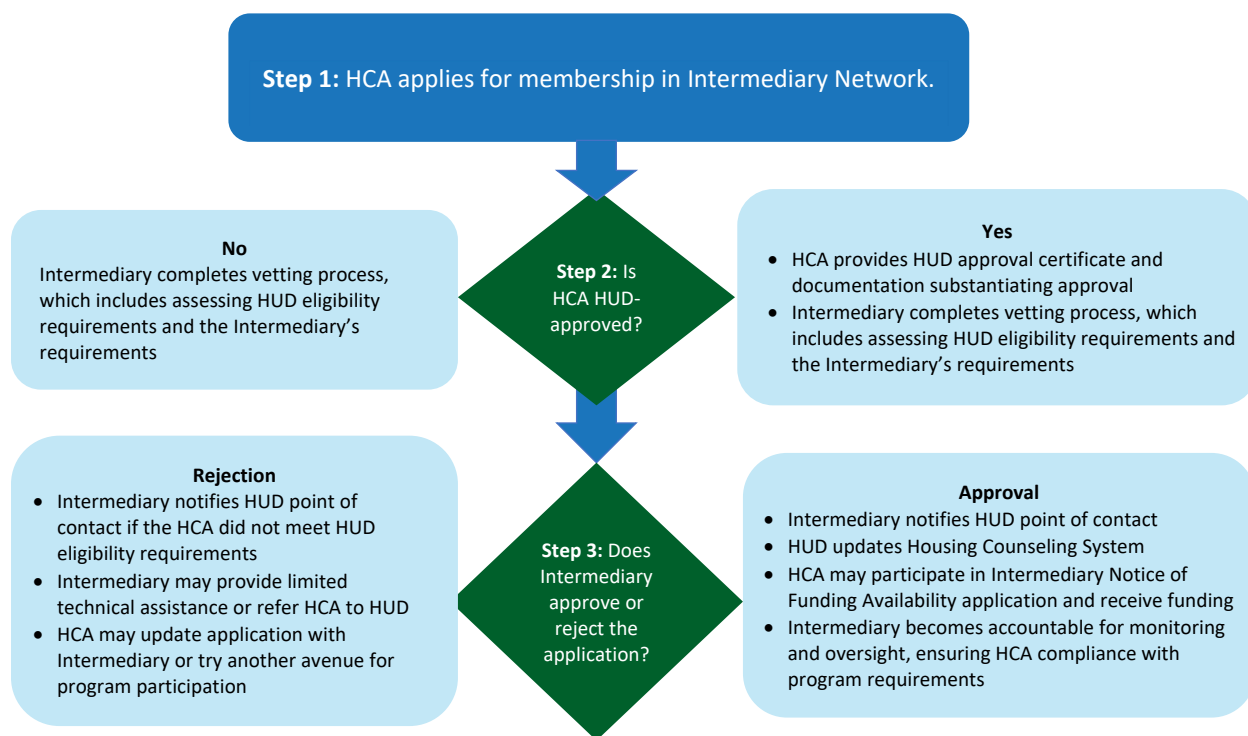 Step 1: HCA applies for membership in Intermediary Network.
No
Intermediary completes vetting process,
which includes assessing HUD eligibility
requirements and the Intermediary's
requirements
Step 2: Is
HCA HUD-
approved?
Yes
• HCA provides HUD approval certificate and
documentation substantiating approval
• Intermediary completes vetting process, which
includes assessing HUD eligibility requirements and
the Intermediary's requirements
Rejection
• Intermediary notifies HUD point of
contact if the HCA did not meet HUD
eligibility requirements
• Intermediary may provide limited
technical assistance or refer HCA to HUD
• HCA may update application with
Intermediary or try another avenue for
program participation
Step 3: Does
Intermediary
approve or
reject the
application?
Approval
• Intermediary notifies HUD point of contact
• HUD updates Housing Counseling System
• HCA may participate in Intermediary Notice of
Funding Availability application and receive funding
• Intermediary becomes accountable for monitoring
and oversight, ensuring HCA compliance with
program requirements